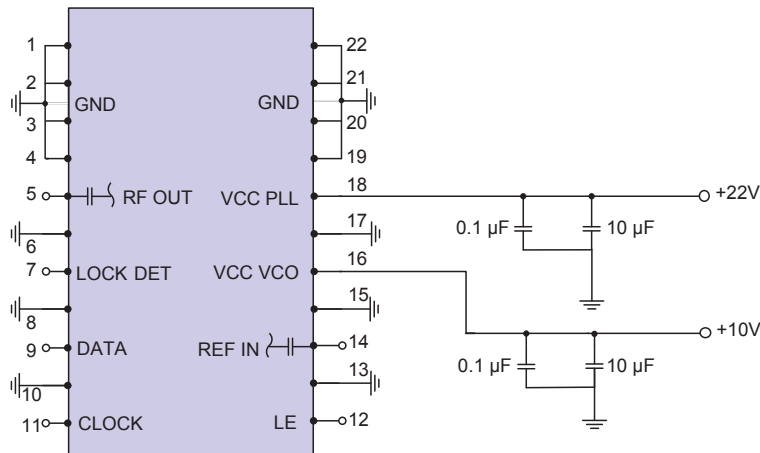 1 22
2 21
GND GND
3 20
4 19
5 RF OUT VCC PLL 18 +22V
0.1 µF 10 µF
6 17
7 LOCK DET VCC VCO 16
8 15
9 DATA REF IN 14 +10V
0.1 µF 10 µF
10 13
11 CLOCK LE 12